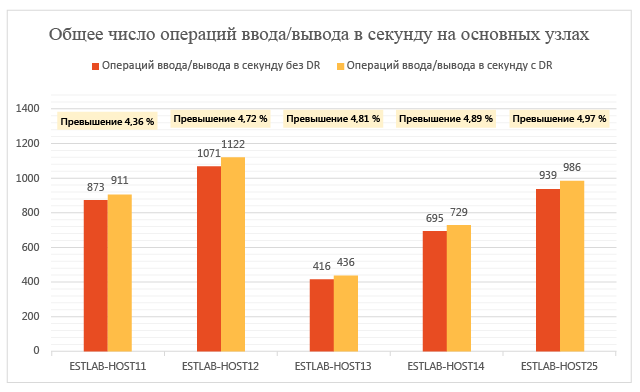 Общее число операций ввода/вывода в секунду на основных узлах
Операций ввода/вывода в секунду без DR Операций ввода/вывода в секунду с DR
1400
Превышение 4,36 % Превышение 4,72 % Превышение 4,81 % Превышение 4,89 % Превышение 4,97 %
1200
1071 1122
1000
873 911 939 986
800
695 729
600
416 436
400
200
0
ESTLAB-HOST11 ESTLAB-HOST12 ESTLAB-HOST13 ESTLAB-HOST14 ESTLAB-HOST25